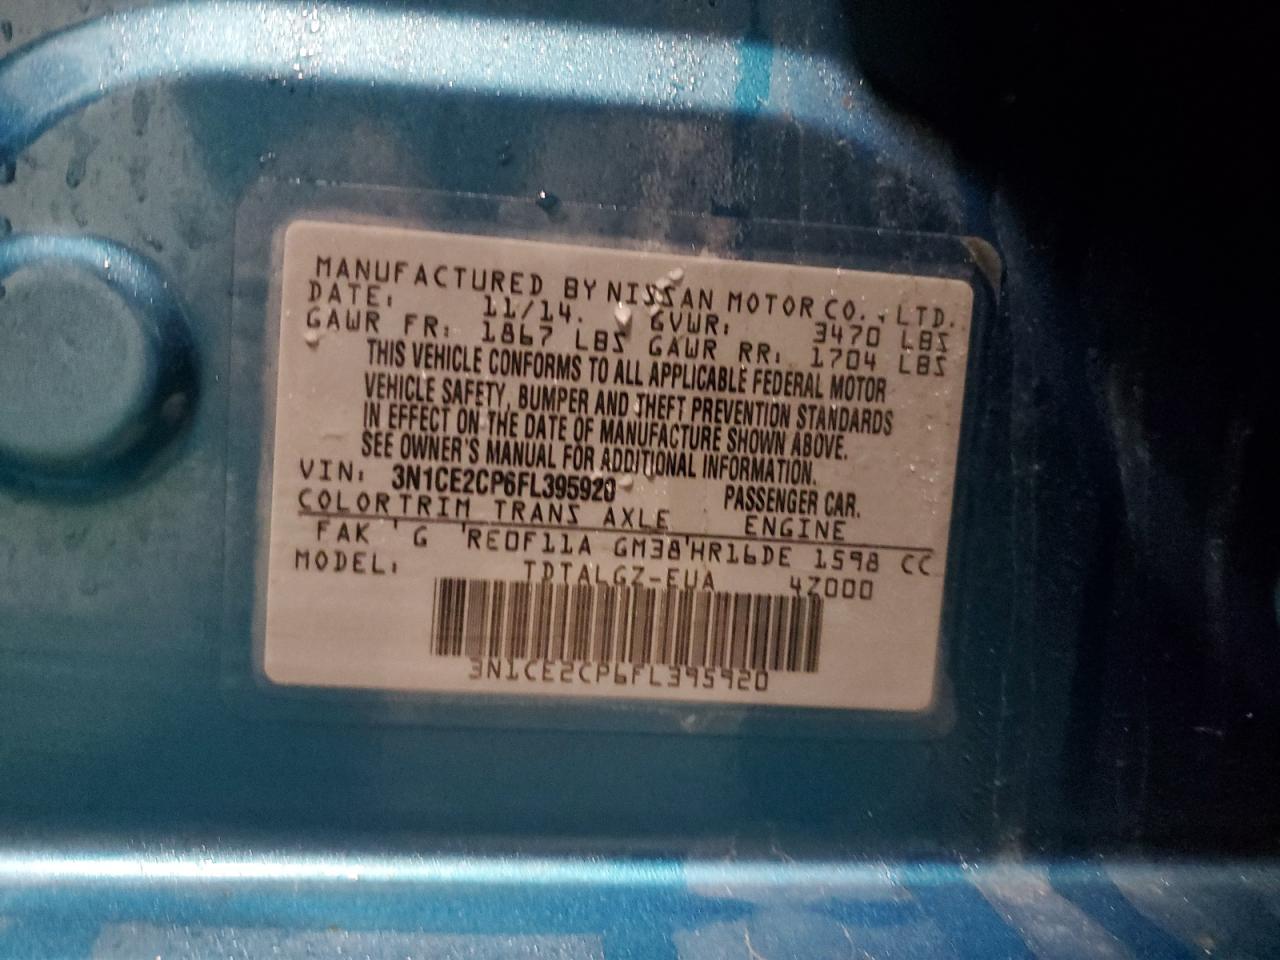 MANUFACTURED BY NISSAN MOTOR CO., LTD.
DATE: 11/14. GVWR: 3470 LBS
GAWR FR: 1867 LBS GAWR RR: 1704 LBS
THIS VEHICLE CONFORMS TO ALL APPLICABLE FEDERAL MOTOR
VEHICLE SAFETY, BUMPER AND THEFT PREVENTION STANDARDS
IN EFFECT ON THE DATE OF MANUFACTURE SHOWN ABOVE.
SEE OWNER'S MANUAL FOR ADDITIONAL INFORMATION.
VIN: 3N1CE2CP6FL395920 PASSENGER CAR.
COLOR TRIM TRANS AXLE ENGINE
FAK 'G 'RE0F11A GM38'HR16DE 1598 CC
MODEL: TDTALGZ-EUA 4Z000
3N1CE2CP6FL395920